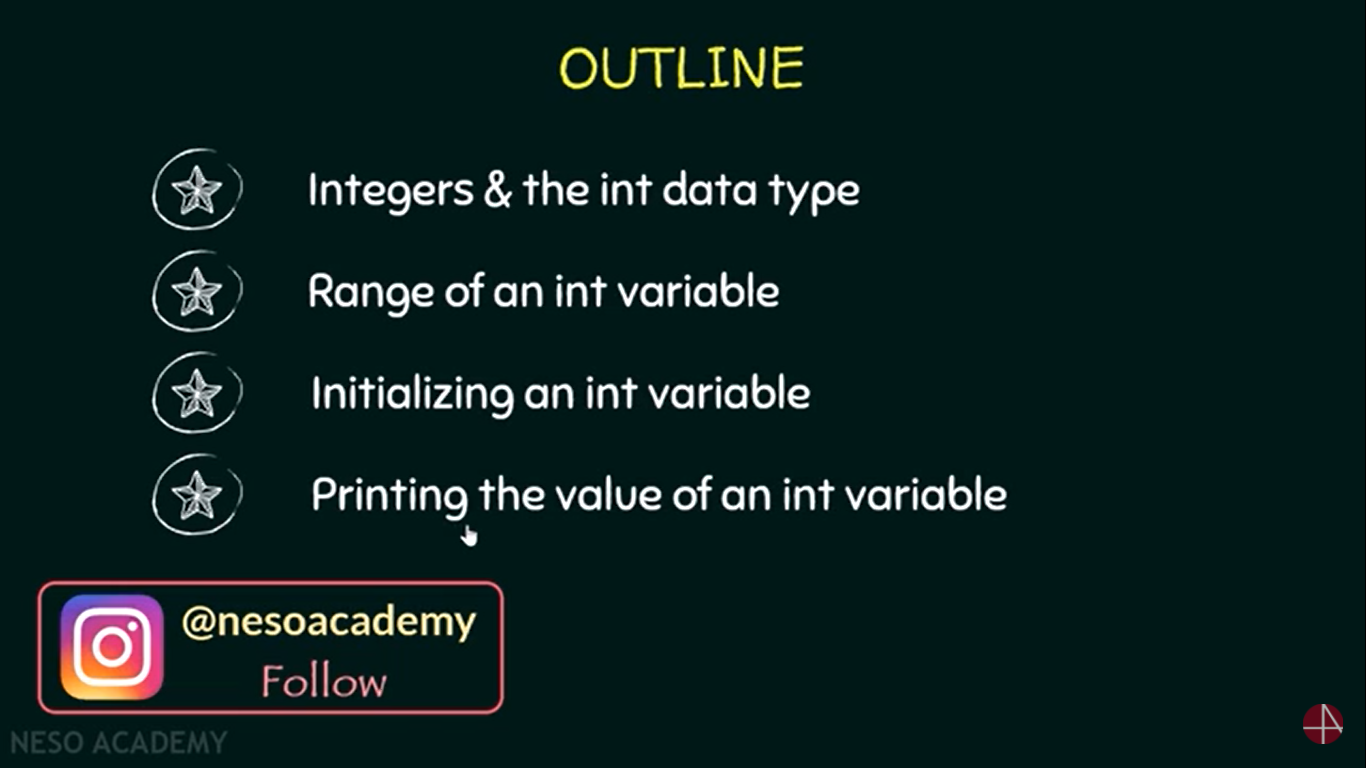 OUTLINE
Integers & the int data type
Range of an int variable
Initializing an int variable
Printing the value of an int variable
@nesoacademy
Follow
NESO ACADEMY